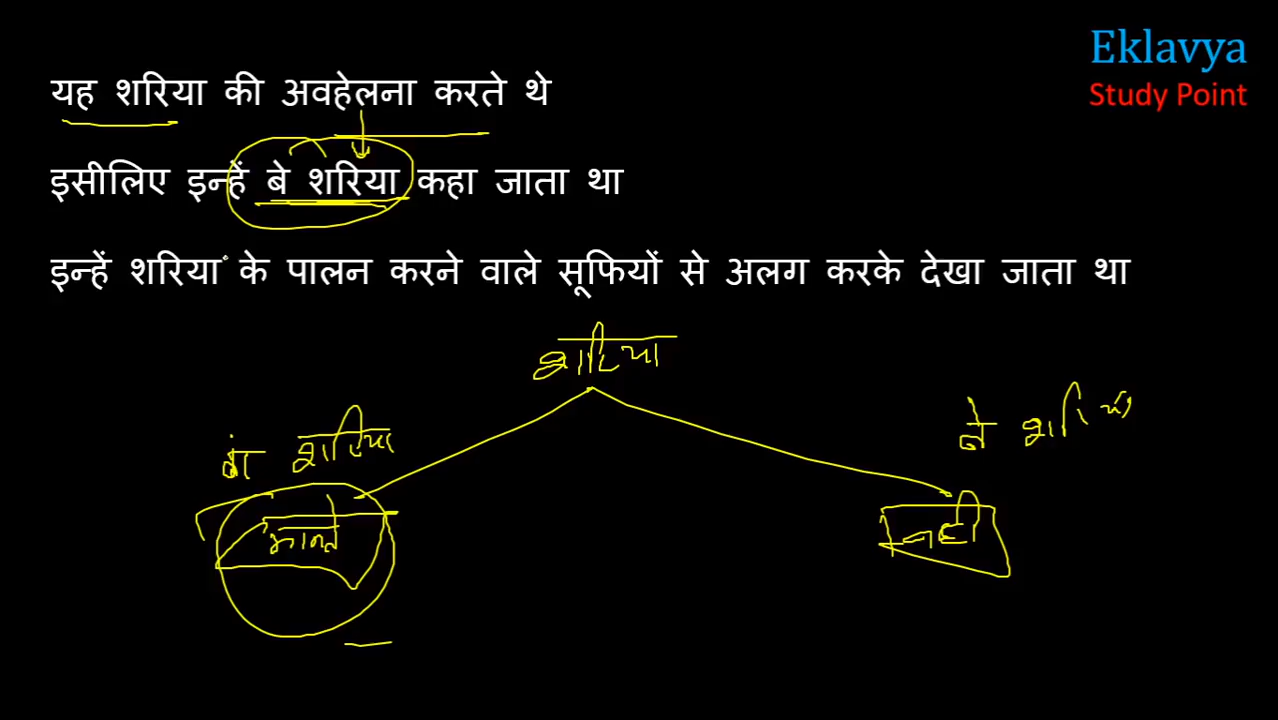 Eklavya
Study Point
यह शरिया की अवहेलना करते थे
इसीलिए इन्हें बे शरिया कहा जाता था
इन्हें शरिया के पालन करने वाले सूफियों से अलग करके देखा जाता था
शरिया
बा शरिया
बे शरिया
मानते
नहीं